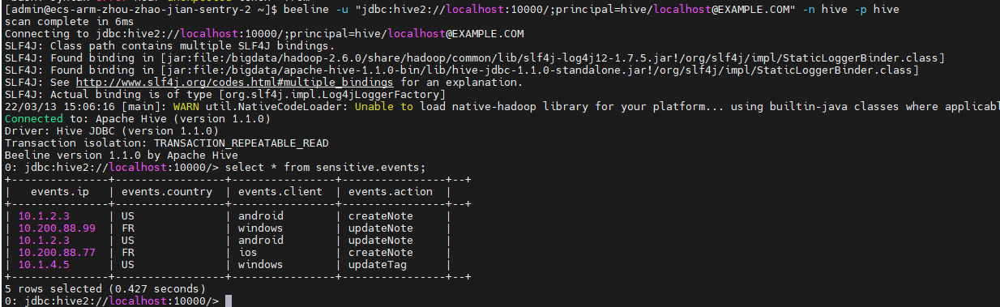 [admin@ecs-arm-zhou-zhao-jian-sentry-2 ~]$ beeline -u "jdbc:hive2://localhost:10000/;principal=hive/localhost@EXAMPLE.COM" -n hive -p hive
scan complete in 6ms
Connecting to jdbc:hive2://localhost:10000/;principal=hive/localhost@EXAMPLE.COM
SLF4J: Class path contains multiple SLF4J bindings.
SLF4J: Found binding in [jar:file:/bigdata/hadoop-2.6.0/share/hadoop/common/lib/slf4j-log4j12-1.7.5.jar!/org/slf4j/impl/StaticLoggerBinder.class]
SLF4J: Found binding in [jar:file:/bigdata/apache-hive-1.1.0-bin/lib/hive-jdbc-1.1.0-standalone.jar!/org/slf4j/impl/StaticLoggerBinder.class]
SLF4J: See http://www.slf4j.org/codes.html#multiple_bindings for an explanation.
SLF4J: Actual binding is of type [org.slf4j.impl.Log4jLoggerFactory]
22/03/13 15:06:16 [main]: WARN util.NativeCodeLoader: Unable to load native-hadoop library for your platform... using builtin-java classes where applicabl
Connected to: Apache Hive (version 1.1.0)
Driver: Hive JDBC (version 1.1.0)
Transaction isolation: TRANSACTION_REPEATABLE_READ
Beeline version 1.1.0 by Apache Hive
0: jdbc:hive2://localhost:10000/> select * from sensitive.events;
+---------------+-----------------+----------------+----------------+--+
|   events.ip   | events.country  | events.client  | events.action  |
+---------------+-----------------+----------------+----------------+--+
| 10.1.2.3      | US              | android        | createNote     |
| 10.200.88.99  | FR              | windows        | updateNote     |
| 10.1.2.3      | US              | android        | updateNote     |
| 10.200.88.77  | FR              | ios            | createNote     |
| 10.1.4.5      | US              | windows        | updateTag      |
+---------------+-----------------+----------------+----------------+--+
5 rows selected (0.427 seconds)
0: jdbc:hive2://localhost:10000/>